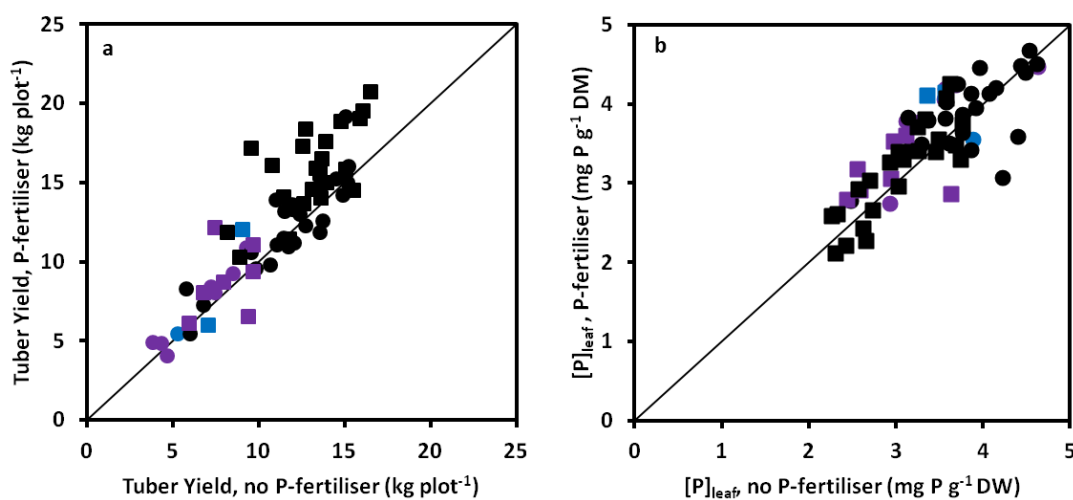 a
Tuber Yield, P-fertiliser (kg plot⁻¹)
25
20
15
10
5
0
0 5 10 15 20 25
Tuber Yield, no P-fertiliser (kg plot⁻¹)
b
[P]leaf, P-fertiliser (mg P g⁻¹ DM)
5
4
3
2
1
0
0 1 2 3 4 5
[P]leaf, no P-fertiliser (mg P g⁻¹ DW)